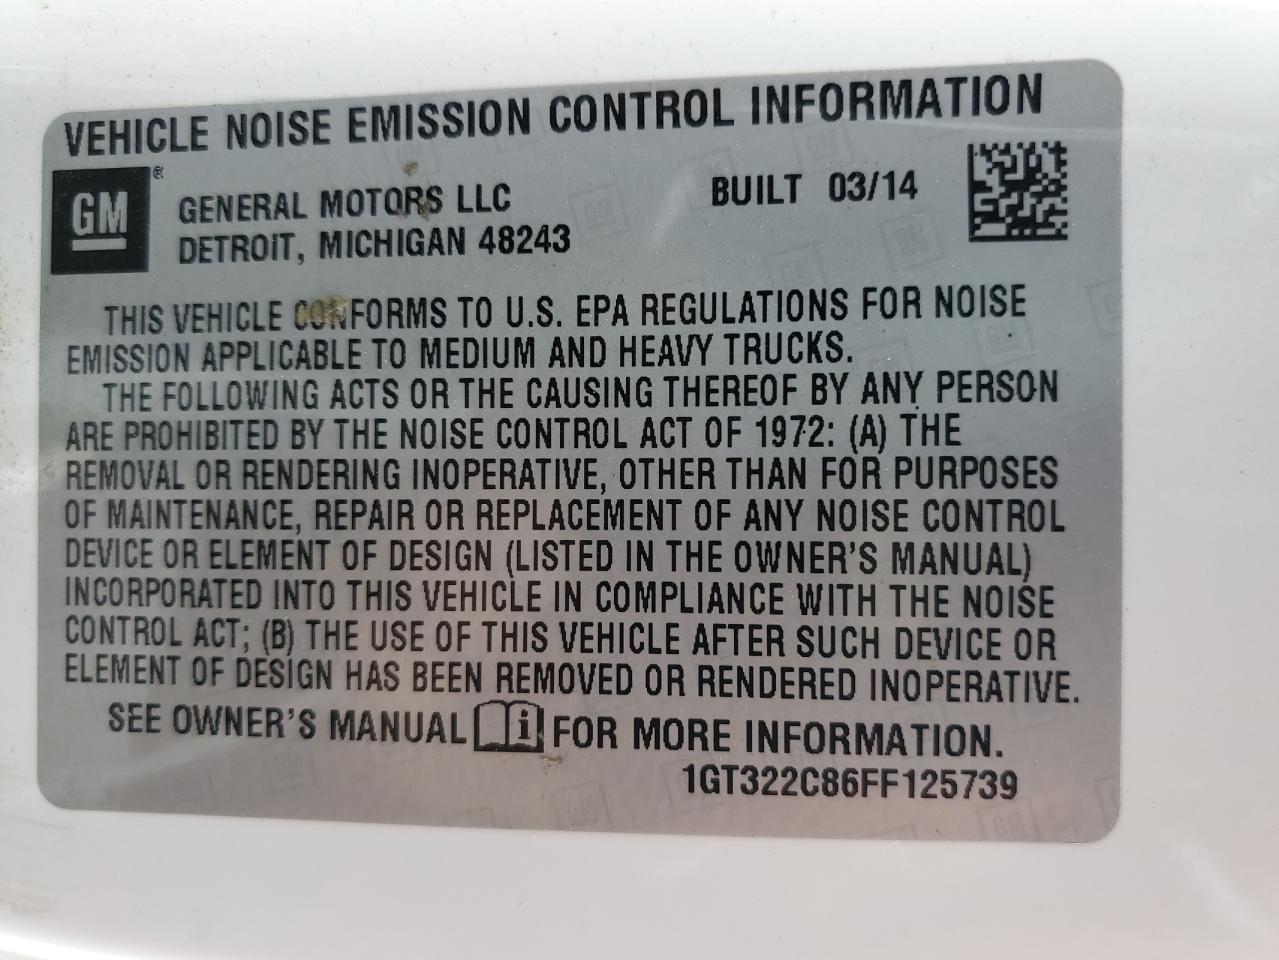 VEHICLE NOISE EMISSION CONTROL INFORMATION
GM®
GENERAL MOTORS LLC
DETROIT, MICHIGAN 48243
BUILT 03/14
THIS VEHICLE CONFORMS TO U.S. EPA REGULATIONS FOR NOISE
EMISSION APPLICABLE TO MEDIUM AND HEAVY TRUCKS.
THE FOLLOWING ACTS OR THE CAUSING THEREOF BY ANY PERSON
ARE PROHIBITED BY THE NOISE CONTROL ACT OF 1972: (A) THE
REMOVAL OR RENDERING INOPERATIVE, OTHER THAN FOR PURPOSES
OF MAINTENANCE, REPAIR OR REPLACEMENT OF ANY NOISE CONTROL
DEVICE OR ELEMENT OF DESIGN (LISTED IN THE OWNER'S MANUAL)
INCORPORATED INTO THIS VEHICLE IN COMPLIANCE WITH THE NOISE
CONTROL ACT; (B) THE USE OF THIS VEHICLE AFTER SUCH DEVICE OR
ELEMENT OF DESIGN HAS BEEN REMOVED OR RENDERED INOPERATIVE.
SEE OWNER'S MANUAL i FOR MORE INFORMATION.
1GT322C86FF125739